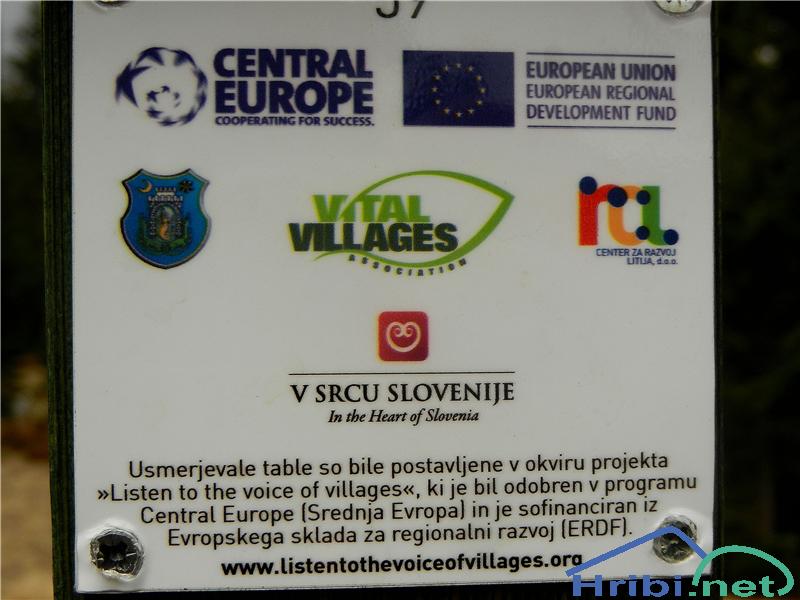 37
CENTRAL
EUROPE
COOPERATING FOR SUCCESS.
EUROPEAN UNION
EUROPEAN REGIONAL
DEVELOPMENT FUND
VITAL
VILLAGES
ASSOCIATION
CENTER ZA RAZVOJ
LITIJA, d.o.o.
V SRCU SLOVENIJE
In the Heart of Slovenia
Usmerjevale table so bile postavljene v okviru projekta
»Listen to the voice of villages«, ki je bil odobren v programu
Central Europe (Srednja Evropa) in je sofinanciran iz
Evropskega sklada za regionalni razvoj (ERDF).
www.listentothevoiceofvillages.org
Hribi.net